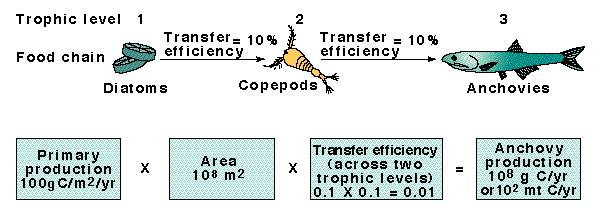 Trophic level 1 2 3
Transfer = 10% Transfer = 10%
efficiency efficiency
Food chain
Diatoms Copepods Anchovies
Primary
production
100gC/m²/yr
X
Area
10⁸ m²
X
Transfer efficiency
(across two
trophic levels)
0.1 X 0.1 = 0.01
=
Anchovy
production
10⁸ g C/yr
or10² mt C/yr